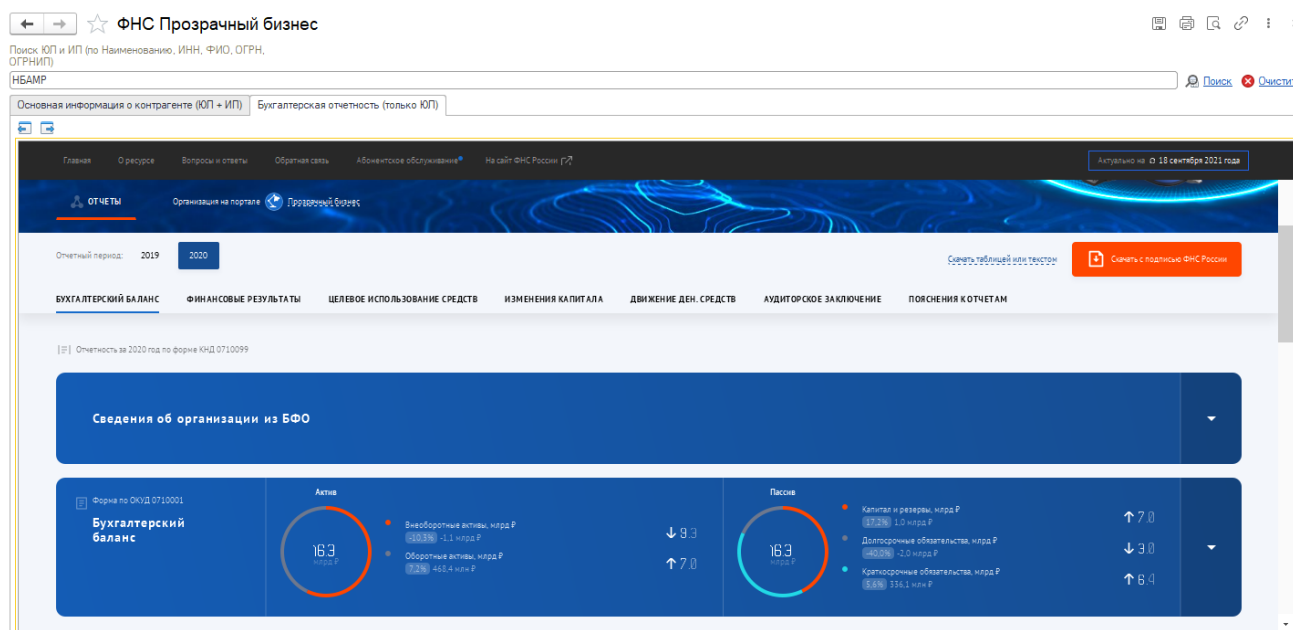 ФНС Прозрачный бизнес
Поиск ЮЛ и ИП (по Наименованию, ИНН, ФИО, ОГРН,
ОГРНИП)
НБАМР
Поиск Очистит
Основная информация о контрагенте (ЮЛ + ИП) Бухгалтерская отчетность (только ЮЛ)
Главная О ресурсе Вопросы и ответы Обратная связь Абонентское обслуживание На сайт ФНС России Актуально на 18 сентября 2021 года
ОТЧЕТЫ Организация на портале Прозрачный бизнес
Отчетный период: 2019 2020 Скачать таблицей или текстом Скачать с подписью ФНС России
БУХГАЛТЕРСКИЙ БАЛАНС ФИНАНСОВЫЕ РЕЗУЛЬТАТЫ ЦЕЛЕВОЕ ИСПОЛЬЗОВАНИЕ СРЕДСТВ ИЗМЕНЕНИЯ КАПИТАЛА ДВИЖЕНИЕ ДЕН. СРЕДСТВ АУДИТОРСКОЕ ЗАКЛЮЧЕНИЕ ПОЯСНЕНИЯ К ОТЧЕТАМ
Отчетность за 2020 год по форме КНД 0710099
Сведения об организации из БФО
Форма по ОКУД 0710001
Бухгалтерский
баланс
Актив
16.3
млрд ₽
Внеоборотные активы, млрд ₽
-10,3% -1,1 млрд ₽
9.3
Оборотные активы, млрд ₽
7,2% 468,4 млн ₽
7.0
Пассив
16.3
млрд ₽
Капитал и резервы, млрд ₽
17,2% 1,0 млрд ₽
7.0
Долгосрочные обязательства, млрд ₽
-40,0% -2,0 млрд ₽
3.0
Краткосрочные обязательства, млрд ₽
5,6% 336,1 млн ₽
6.4